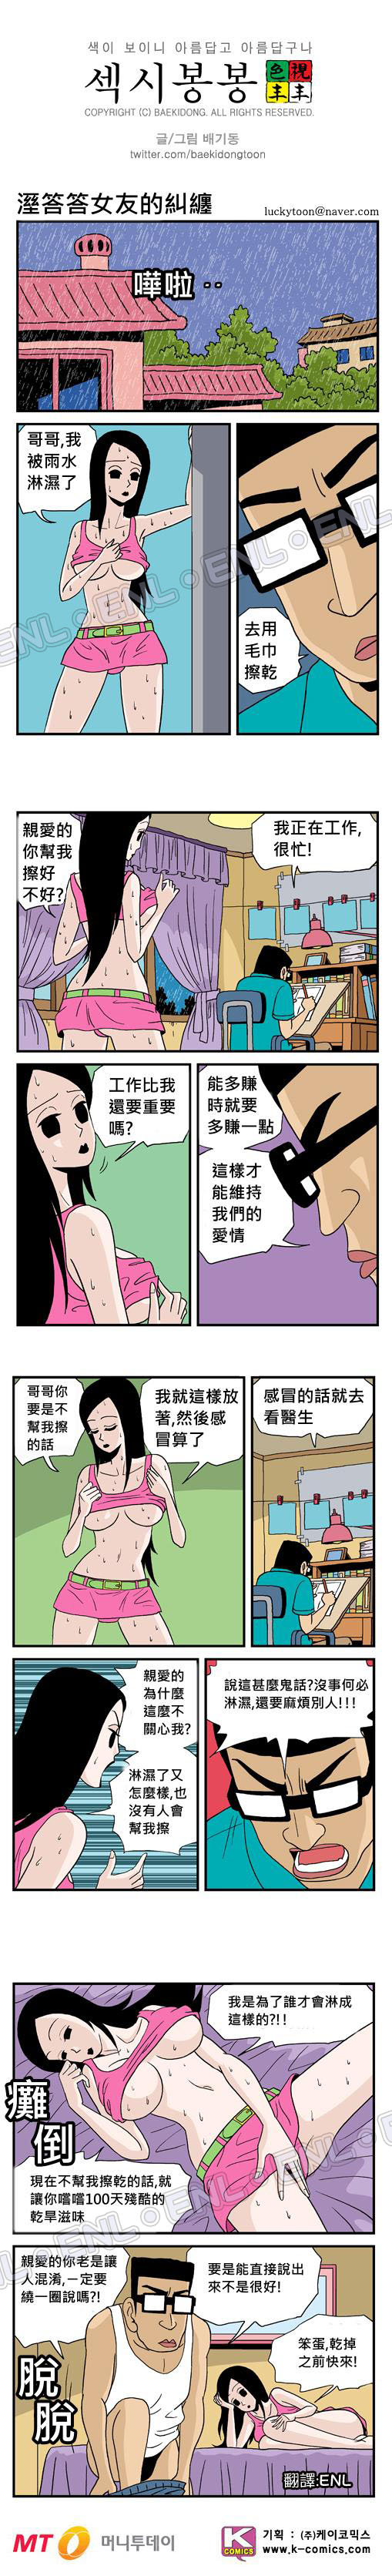 색이 보이니 아름답고 아름답구나
섹시봉봉
色視
丰丰
COPYRIGHT (C) BAEKIDONG. ALL RIGHTS RESERVED.
글/그림 배기동
twitter.com/baekidongtoon
溼答答女友的糾纏
luckytoon@naver.com
嘩啦..
哥哥,我
被雨水
淋濕了
去用
毛巾
擦乾
ENL ENL ENL ENL
親愛的
你幫我
擦好
不好?
我正在工作,
很忙!
工作比我
還要重要
嗎?
能多賺
時就要
多賺一點
這樣才
能維持
我們的
愛情
哥哥你
要是不
幫我擦
的話
我就這樣放
著,然後感
冒算了
感冒的話就去
看醫生
親愛的
為什麼
這麼不
關心我?
淋濕了又
怎麼樣,也
沒有人會
幫我擦
說這甚麼鬼話?沒事何必
淋濕,還要麻煩別人!!!
我是為了誰才會淋成
這樣的?!!
癱
倒
現在不幫我擦乾的話,就
讓你嚐嚐100天殘酷的
乾旱滋味
ENL ENL ENL ENL
親愛的你老是讓
人混淆,一定要
繞一圈說嗎?!
要是能直接說出
來不是很好!
脫
脫
笨蛋,乾掉
之前快來!
翻譯:ENL
MT 머니투데이
K COMICS
기획 : (주)케이코믹스
www.k-comics.com